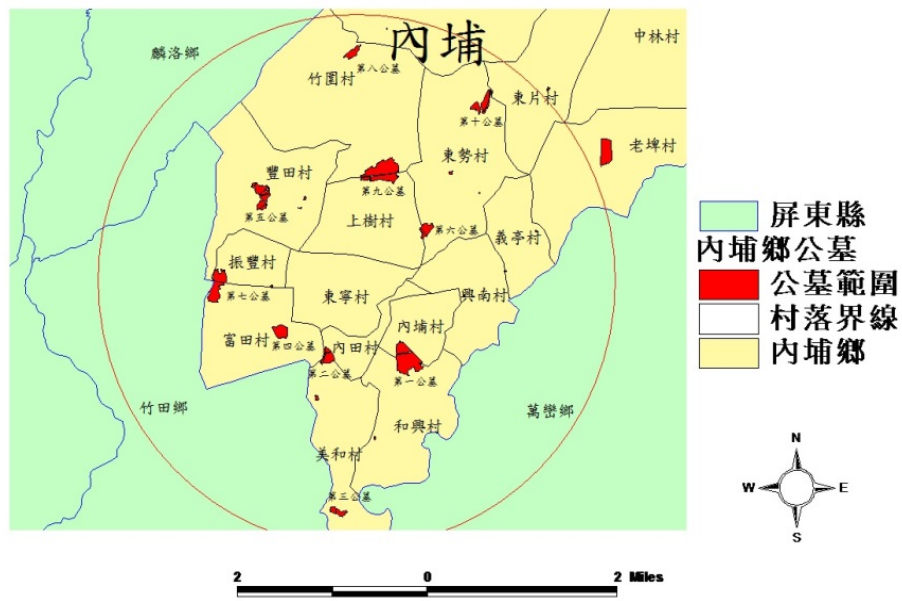 內埔
中林村
麟洛鄉
竹圍村
第八公墓
東片村
第十公墓
老埤村
東勢村
豐田村
第九公墓
第五公墓
上樹村
第六公墓
義亭村
振豐村
第七公墓
東寧村
興南村
內埔村
富田村
第四公墓
內田村
第二公墓
第一公墓
竹田鄉
萬巒鄉
和興村
美和村
第三公墓
屏東縣
內埔鄉公墓
公墓範圍
村落界線
內埔鄉
N
W E
S
2 0 2 Miles